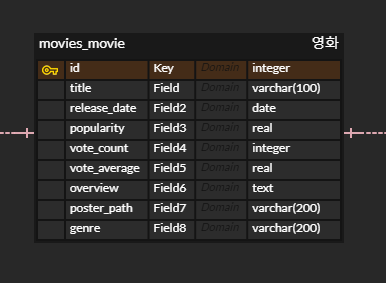 movies_movie 영화
id Key Domain integer
title Field Domain varchar(100)
release_date Field2 Domain date
popularity Field3 Domain real
vote_count Field4 Domain integer
vote_average Field5 Domain real
overview Field6 Domain text
poster_path Field7 Domain varchar(200)
genre Field8 Domain varchar(200)